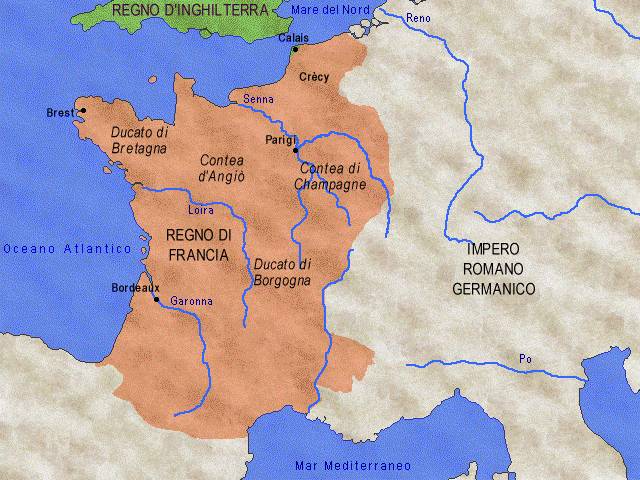 REGNO D'INGHILTERRA
Mare del Nord
Reno
Calais
Crècy
Senna
Brest
Ducato di
Bretagna
Parigi
Contea
d'Angiò
Contea di
Champagne
Loira
REGNO DI
FRANCIA
Oceano Atlantico
IMPERO
ROMANO
GERMANICO
Ducato di
Borgogna
Bordeaux
Garonna
Po
Mar Mediterraneo